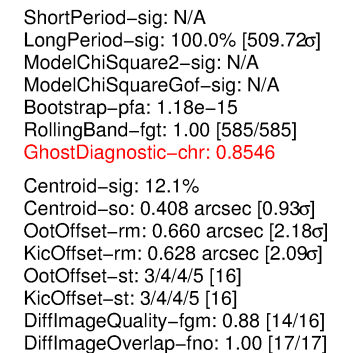 ShortPeriod−sig: N/A
LongPeriod−sig: 100.0% [509.72σ]
ModelChiSquare2−sig: N/A
ModelChiSquareGof−sig: N/A
Bootstrap−pfa: 1.18e−15
RollingBand−fgt: 1.00 [585/585]
GhostDiagnostic−chr: 0.8546
Centroid−sig: 12.1%
Centroid−so: 0.408 arcsec [0.93σ]
OotOffset−rm: 0.660 arcsec [2.18σ]
KicOffset−rm: 0.628 arcsec [2.09σ]
OotOffset−st: 3/4/4/5 [16]
KicOffset−st: 3/4/4/5 [16]
DiffImageQuality−fgm: 0.88 [14/16]
DiffImageOverlap−fno: 1.00 [17/17]